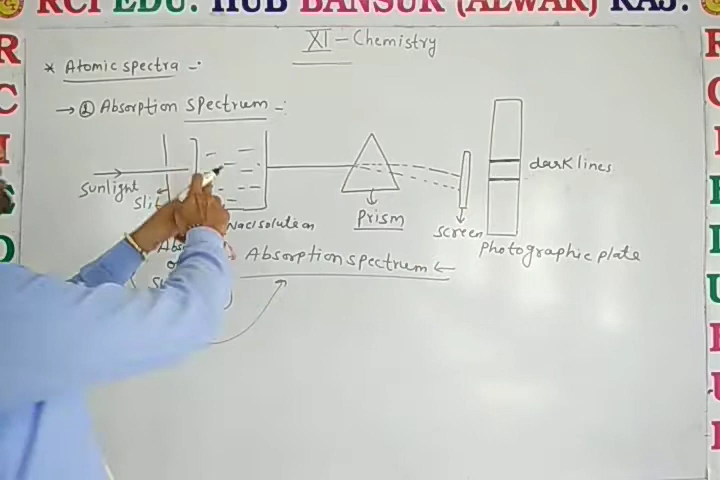 RCI EDU. HUB BANSUR (ALWAR) RAJ.
XI - Chemistry
* Atomic spectra -:
→ ① Absorption spectrum -:
sunlight
dark lines
Nacl solution
Prism
screen
photographic plate
Absorption spectrum ←